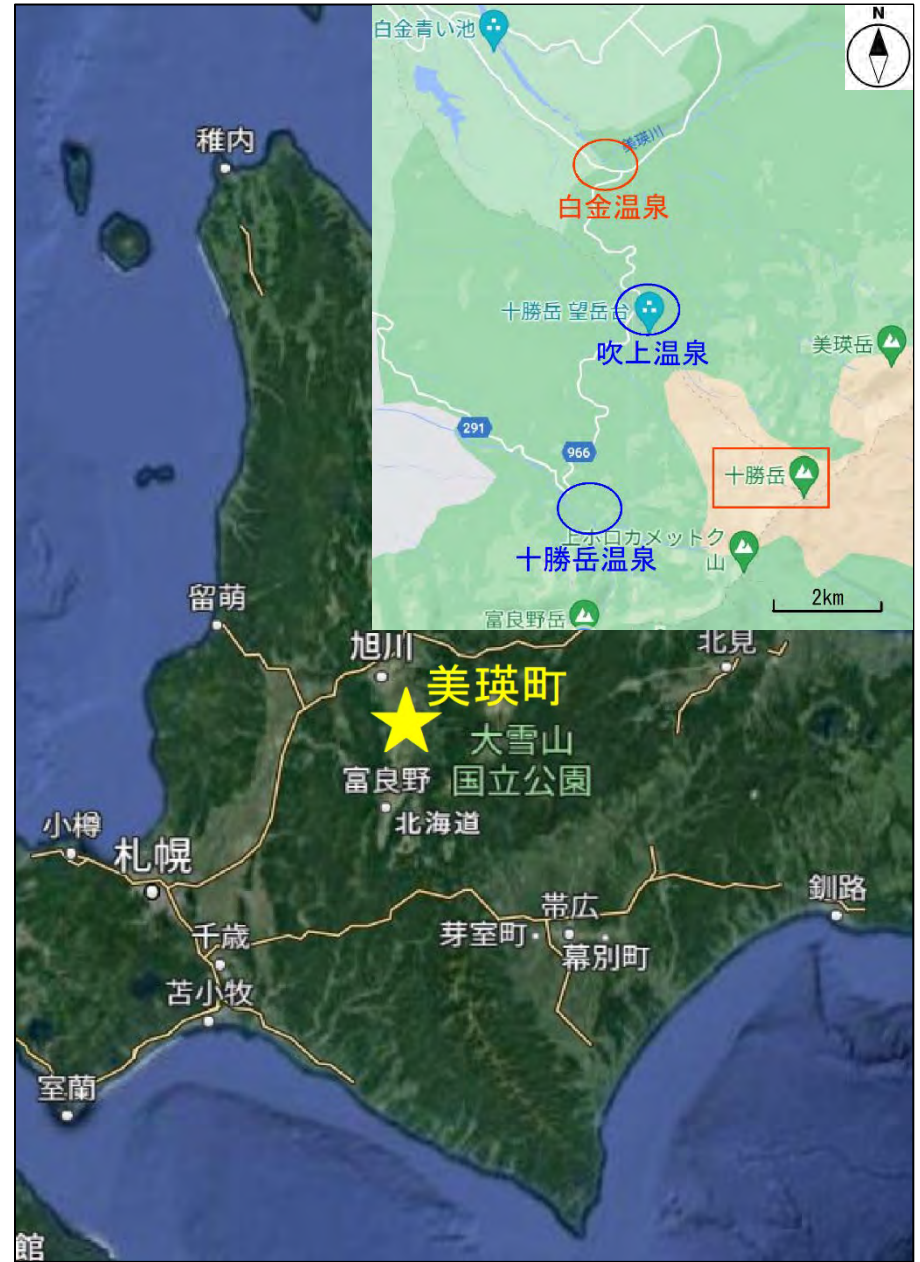 白金青い池
N
美瑛川
白金温泉
十勝岳 望岳台
吹上温泉
美瑛岳
291
966
十勝岳
上ホロカメットク
山
十勝岳温泉
2km
富良野岳
稚内
留萌
旭川
北見
美瑛町
大雪山
国立公園
富良野
北海道
小樽
札幌
釧路
帯広
芽室町
幕別町
千歳
苫小牧
室蘭
館